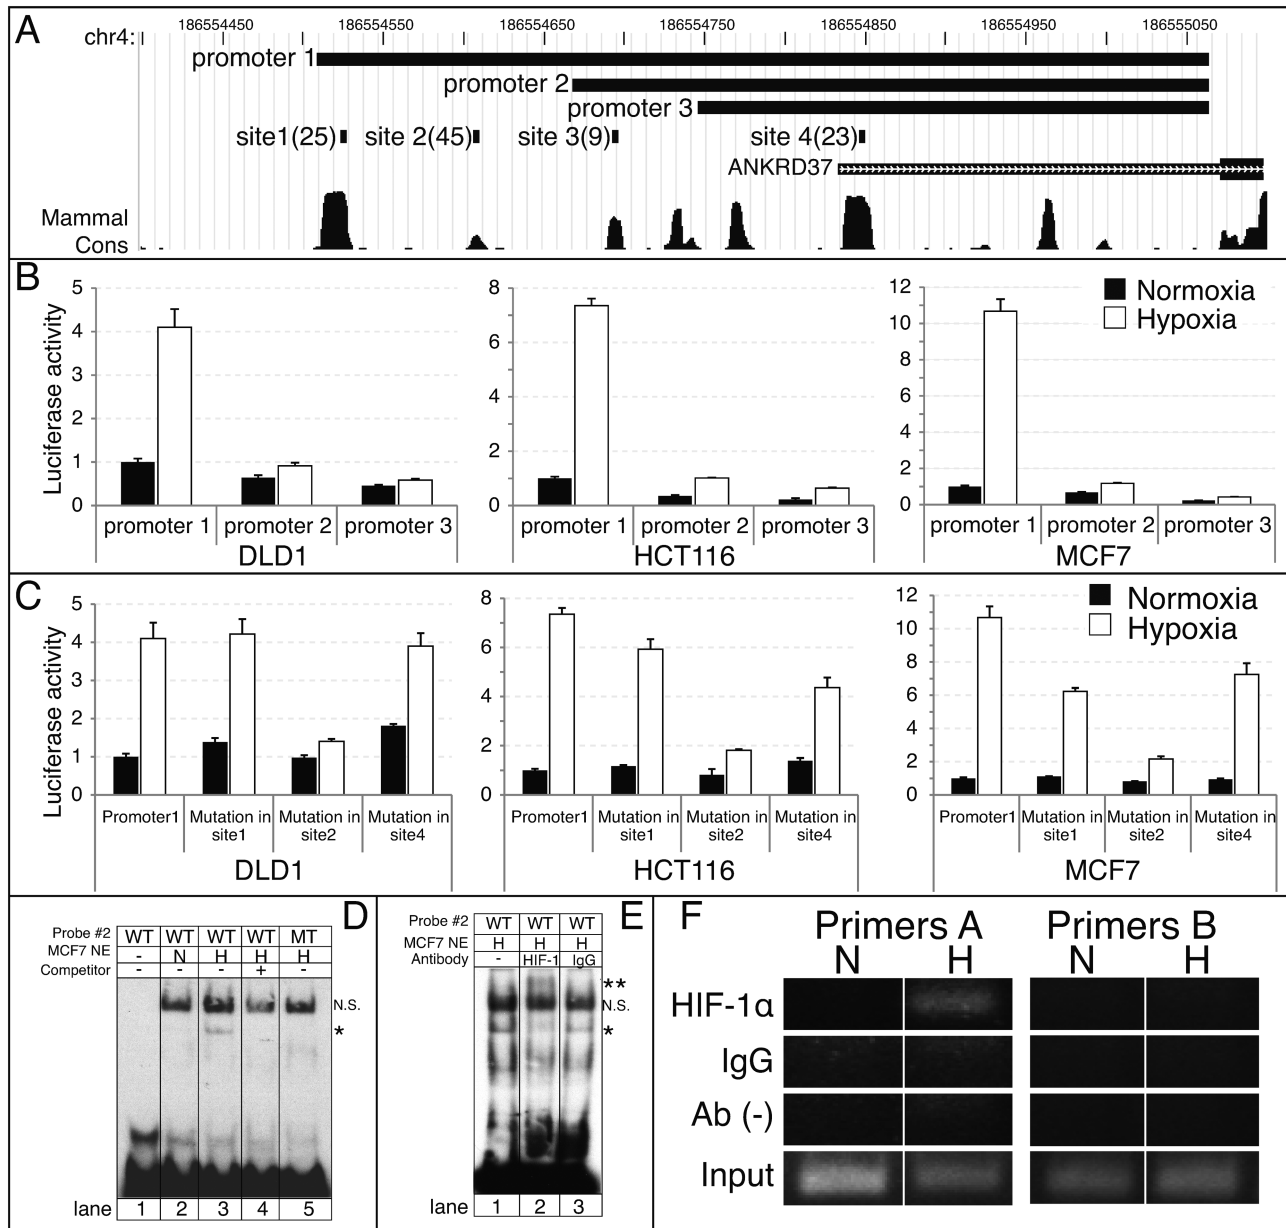 A
chr4:
186554450 186554550 186554650 186554750 186554850 186554950 186555050
promoter 1
promoter 2
promoter 3
site1(25) site 2(45) site 3(9) site 4(23)
ANKRD37
Mammal
Cons
B
Luciferase activity
5
4
3
2
1
0
promoter 1 promoter 2 promoter 3
DLD1
8
6
4
2
0
promoter 1 promoter 2 promoter 3
HCT116
12
10
8
6
4
2
0
promoter 1 promoter 2 promoter 3
MCF7
Normoxia
Hypoxia
C
Luciferase activity
5
4
3
2
1
0
Promoter1 Mutation in site1 Mutation in site2 Mutation in site4
DLD1
8
6
4
2
0
Promoter1 Mutation in site1 Mutation in site2 Mutation in site4
HCT116
12
10
8
6
4
2
0
Promoter1 Mutation in site1 Mutation in site2 Mutation in site4
MCF7
Normoxia
Hypoxia
D
Probe #2 WT WT WT WT MT
MCF7 NE - N H H H
Competitor - - - + -
N.S.
*
lane 1 2 3 4 5
E
Probe #2 WT WT WT
MCF7 NE H H H
Antibody - HIF-1 IgG
**
N.S.
*
lane 1 2 3
F
Primers A Primers B
N H N H
HIF-1α
IgG
Ab (-)
Input